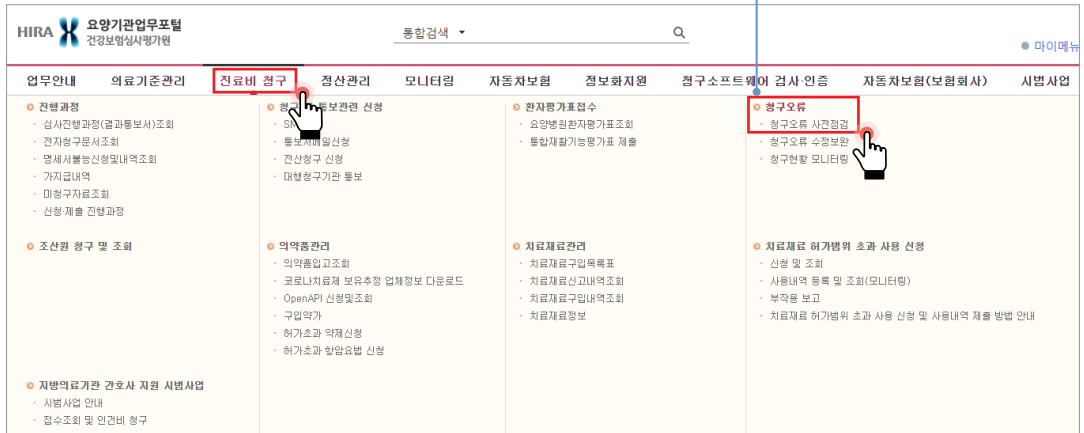 HIRA 요양기관업무포털
건강보험심사평가원
통합검색
마이메뉴
업무안내 의료기준관리 진료비 청구 정산관리 모니터링 자동차보험 정보화지원 청구소프트웨어 검사·인증 자동차보험(보험회사) 시범사업
진행과정
· 심사진행과정(결과통보서)조회
· 전자청구문서조회
· 명세서불능신청및내역조회
· 가지급내역
· 미청구자료조회
· 신청·제출 진행과정
청구 통보관련 신청
· SN
· 통보서메일신청
· 전산청구 신청
· 대행청구기관 통보
환자평가표접수
· 요양병원환자평가표조회
· 통합재활기능평가표 제출
청구오류
· 청구오류 사전점검
· 청구오류 수정보완
· 청구현황 모니터링
조산원 청구 및 조회
의약품관리
· 의약품입고조회
· 코로나치료제 보유추정 업체정보 다운로드
· OpenAPI 신청및조회
· 구입약가
· 허가초과 약제신청
· 허가초과 항암요법 신청
치료재료관리
· 치료재료구입목록표
· 치료재료신고내역조회
· 치료재료구입내역조회
· 치료재료정보
치료재료 허가범위 초과 사용 신청
· 신청 및 조회
· 사용내역 등록 및 조회(모니터링)
· 부작용 보고
· 치료재료 허가범위 초과 사용 신청 및 사용내역 제출 방법 안내
지방의료기관 간호사 지원 시범사업
· 시범사업 안내
· 접수조회 및 인건비 청구